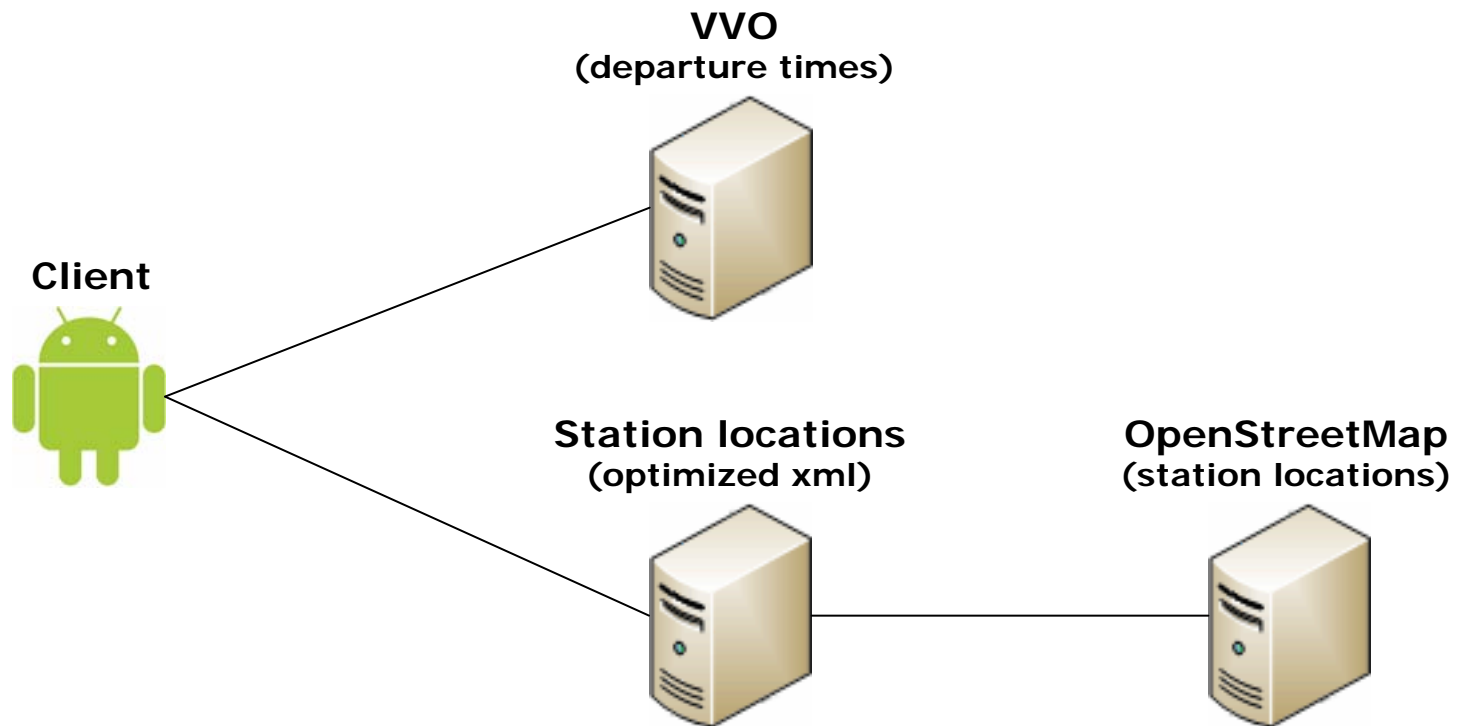 VVO
(departure times)
Client
Station locations
(optimized xml)
OpenStreetMap
(station locations)